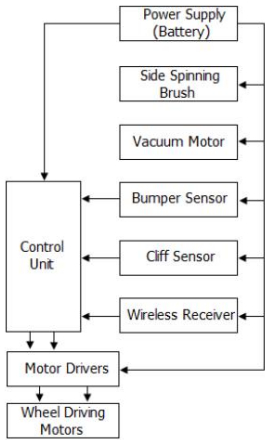 Power Supply
(Battery)
Side Spinning
Brush
Vacuum Motor
Bumper Sensor
Control
Unit
Cliff Sensor
Wireless Receiver
Motor Drivers
Wheel Driving
Motors